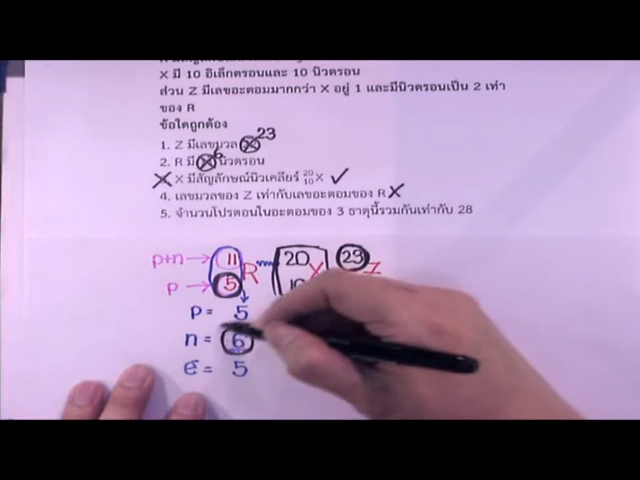 X มี 10 อิเล็กตรอนและ 10 นิวตรอน
ส่วน Z มีเลขอะตอมมากกว่า X อยู่ 1 และมีนิวตรอนเป็น 2 เท่า
ของ R
ข้อใดถูกต้อง
1. Z มีเลขมวล 23
2. R มี 6 นิวตรอน
X มีสัญลักษณ์นิวเคลียร์ 20 10 X ✓
4. เลขมวลของ Z เท่ากับเลขอะตอมของ R X
5. จำนวนโปรตอนในอะตอมของ 3 ธาตุนี้รวมกันเท่ากับ 28
p+n → 11 R 20 X 23 Z
p → 5
p = 5
n = 6
e⁻ = 5